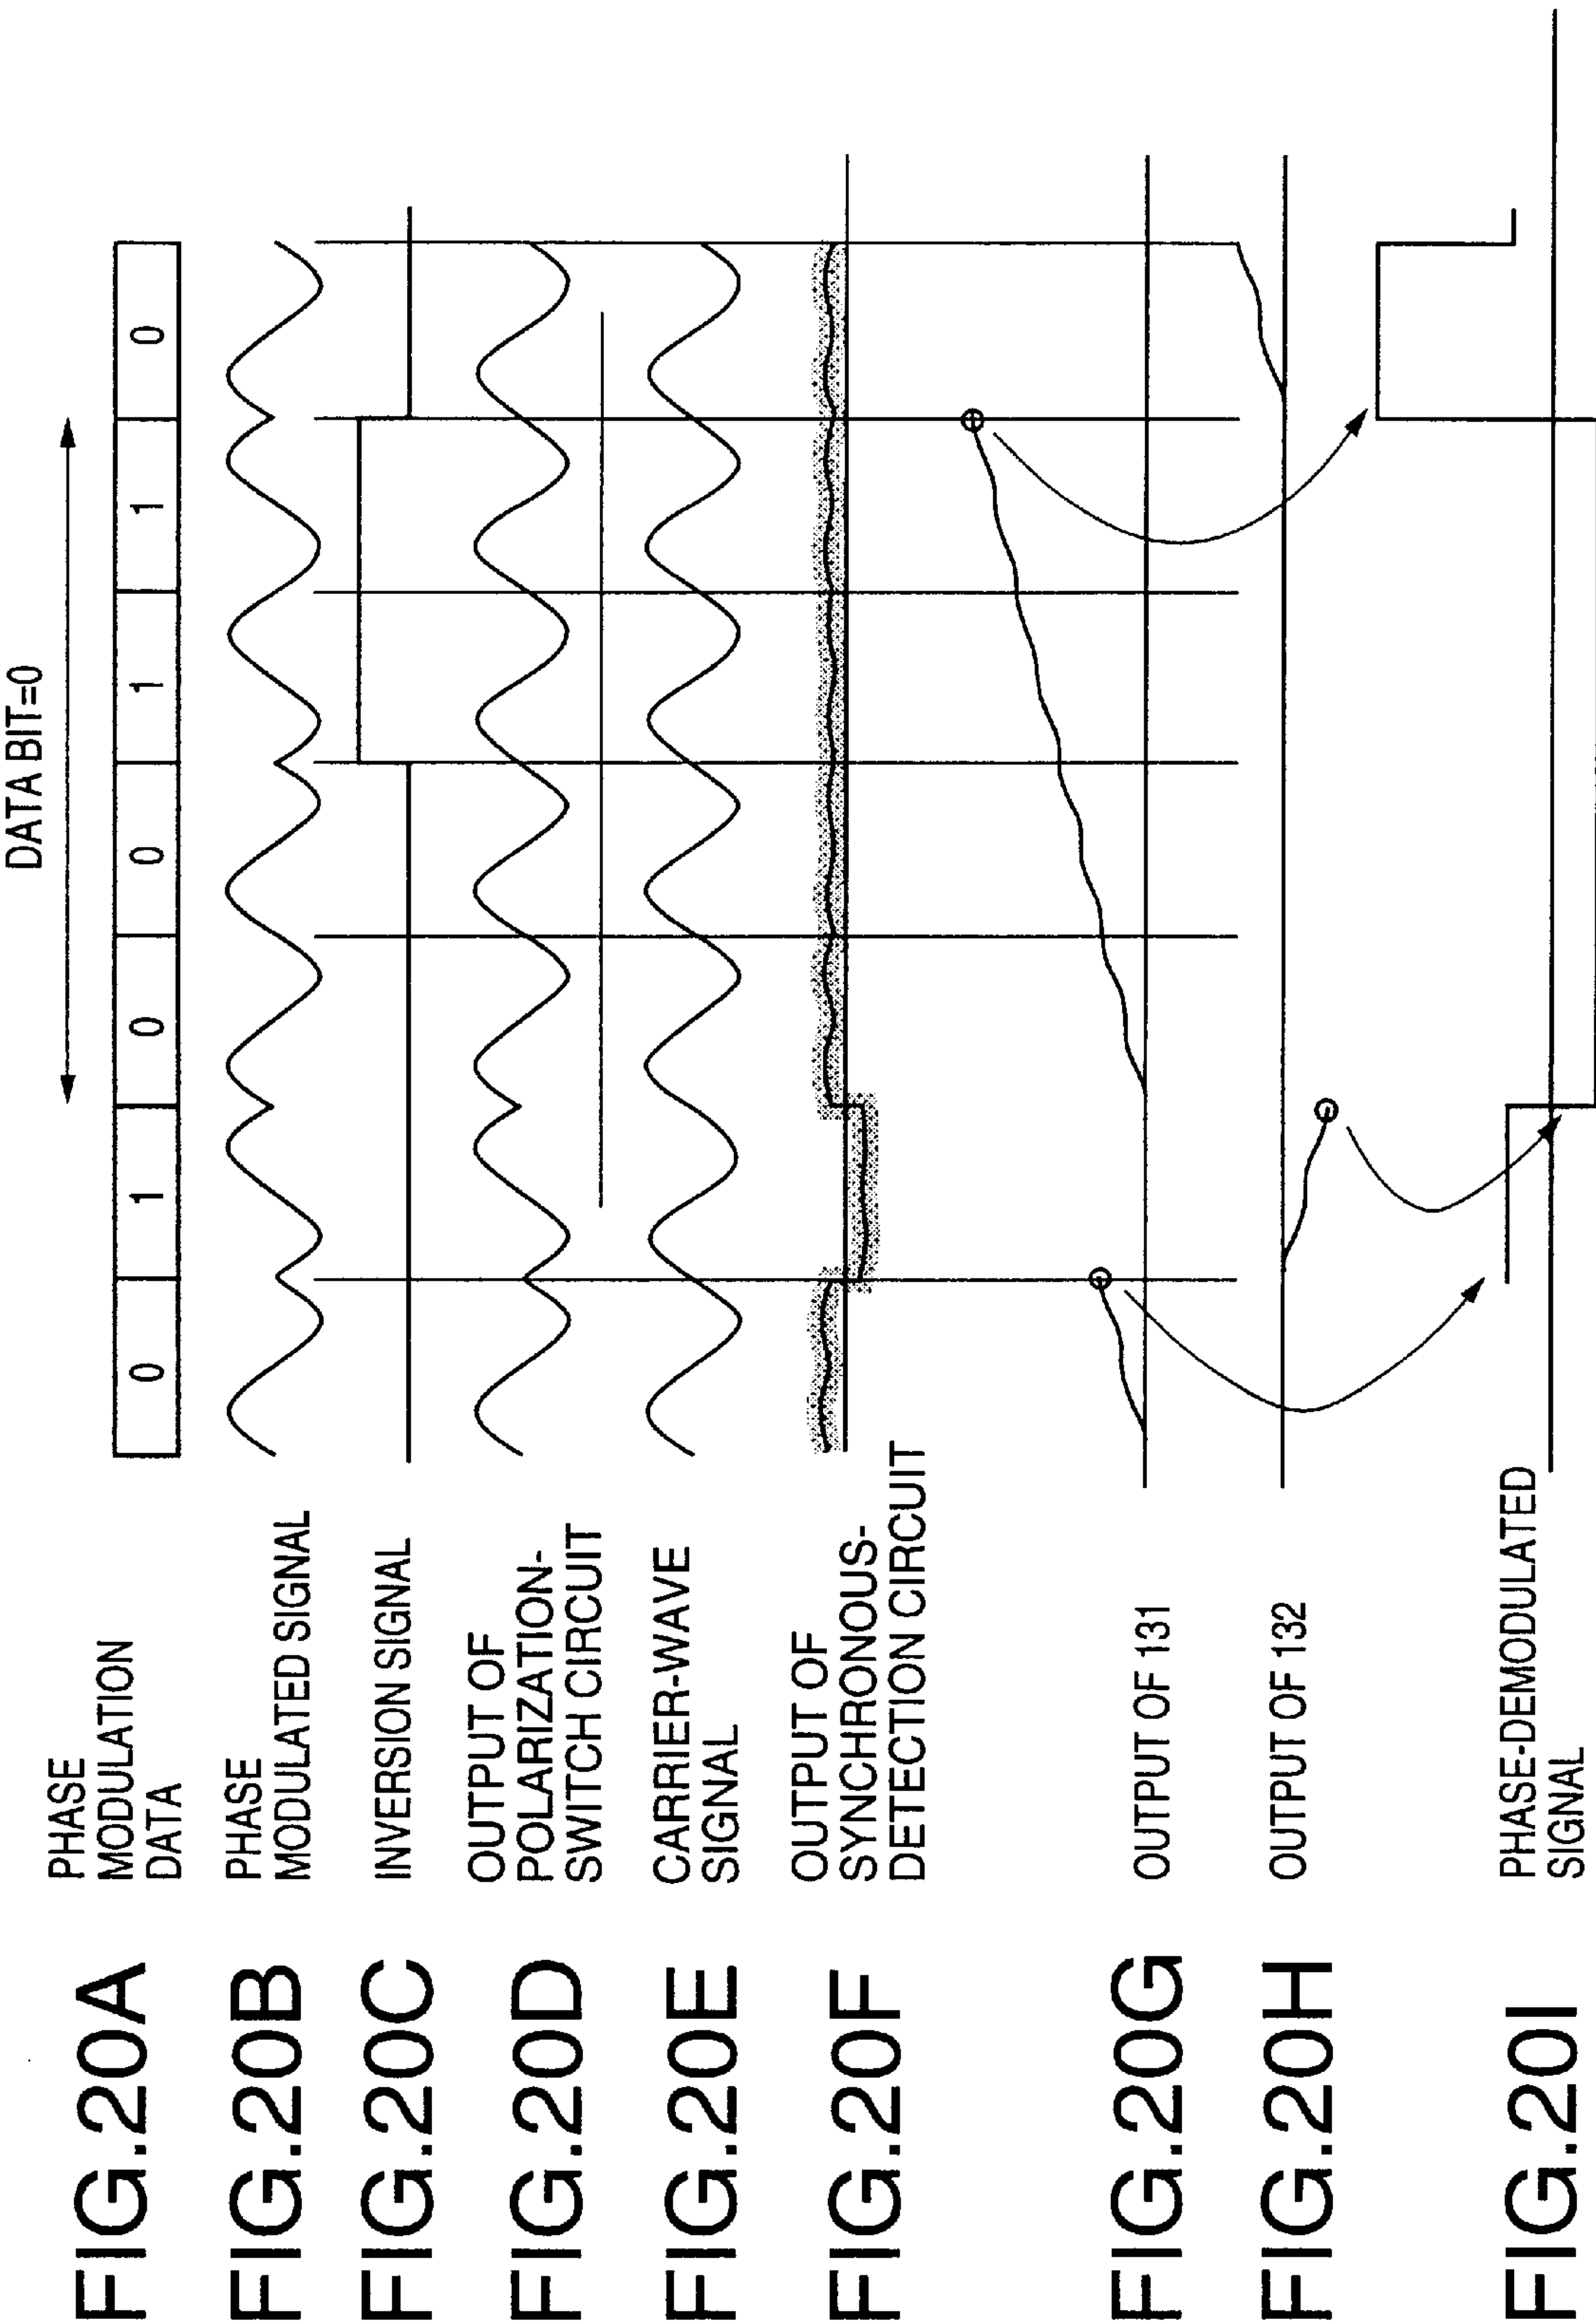 DATA BIT=0
FIG.20A
PHASE
MODULATION
DATA
0 1 0 0 1 1 0
FIG.20B
PHASE
MODULATED SIGNAL
FIG.20C
INVERSION SIGNAL
FIG.20D
OUTPUT OF
POLARIZATION-
SWITCH CIRCUIT
FIG.20E
CARRIER-WAVE
SIGNAL
FIG.20F
OUTPUT OF
SYNCHRONOUS-
DETECTION CIRCUIT
FIG.20G
OUTPUT OF 131
FIG.20H
OUTPUT OF 132
FIG.20I
PHASE-DEMODULATED
SIGNAL